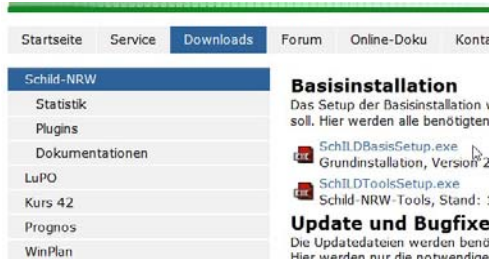 Startseite Service Downloads Forum Online-Doku
Schild-NRW
Statistik
Plugins
Dokumentationen
LuPO
Kurs 42
Prognos
WinPlan
Basisinstallation
Das Setup der Basisinstallation
soll. Hier werden alle benötigten
SchILDBasisSetup.exe
Grundinstallation, Version 2
SchILDToolsSetup.exe
Schild-NRW-Tools, Stand:
Update und Bugfixe
Die Updatedateien werden
Hier werden nur die notwendige